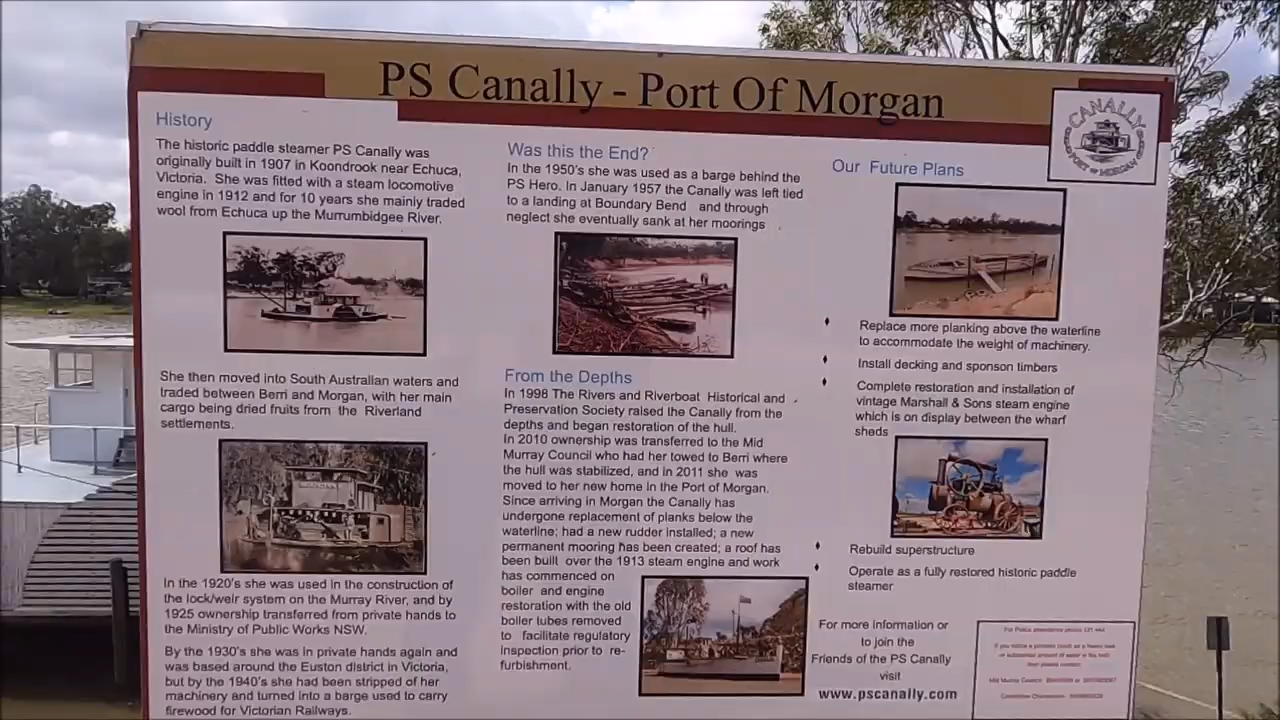 PS Canally - Port Of Morgan
CANALLY
PORT OF MORGAN
History
The historic paddle steamer PS Canally was
originally built in 1907 in Koondrook near Echuca,
Victoria. She was fitted with a steam locomotive
engine in 1912 and for 10 years she mainly traded
wool from Echuca up the Murrumbidgee River.
She then moved into South Australian waters and
traded between Berri and Morgan, with her main
cargo being dried fruits from the Riverland
settlements.
In the 1920's she was used in the construction of
the lock/weir system on the Murray River, and by
1925 ownership transferred from private hands to
the Ministry of Public Works NSW.
By the 1930's she was in private hands again and
was based around the Euston district in Victoria,
but by the 1940's she had been stripped of her
machinery and turned into a barge used to carry
firewood for Victorian Railways.
Was this the End?
In the 1950's she was used as a barge behind the
PS Hero. In January 1957 the Canally was left tied
to a landing at Boundary Bend and through
neglect she eventually sank at her moorings
From the Depths
In 1998 The Rivers and Riverboat Historical and
Preservation Society raised the Canally from the
depths and began restoration of the hull.
In 2010 ownership was transferred to the Mid
Murray Council who had her towed to Berri where
the hull was stabilized, and in 2011 she was
moved to her new home in the Port of Morgan.
Since arriving in Morgan the Canally has
undergone replacement of planks below the
waterline; had a new rudder installed; a new
permanent mooring has been created; a roof has
been built over the 1913 steam engine and work
has commenced on
boiler and engine
restoration with the old
boiler tubes removed
to facilitate regulatory
inspection prior to re-
furbishment.
Our Future Plans
♦ Replace more planking above the waterline
to accommodate the weight of machinery.
♦ Install decking and sponson timbers
♦ Complete restoration and installation of
vintage Marshall & Sons steam engine
which is on display between the wharf
sheds
♦ Rebuild superstructure
♦ Operate as a fully restored historic paddle
steamer
For more information or
to join the
Friends of the PS Canally
visit
www.pscanally.com
For Police attendance phone 131 444
Mid Murray Council